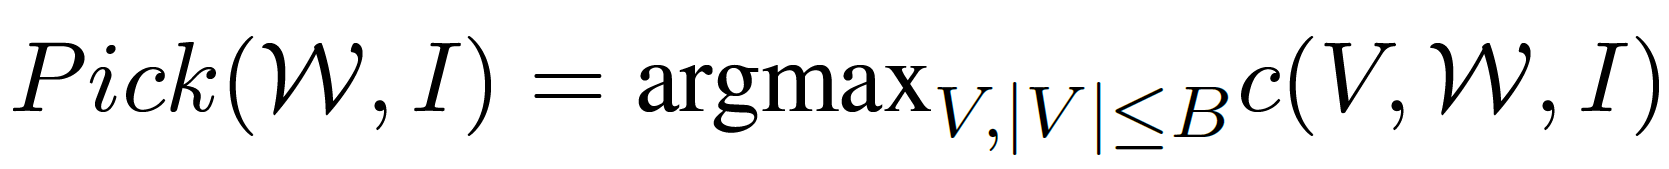 Pick(𝒲, I) = argmax_{V,|V|≤B} c(V, 𝒲, I)